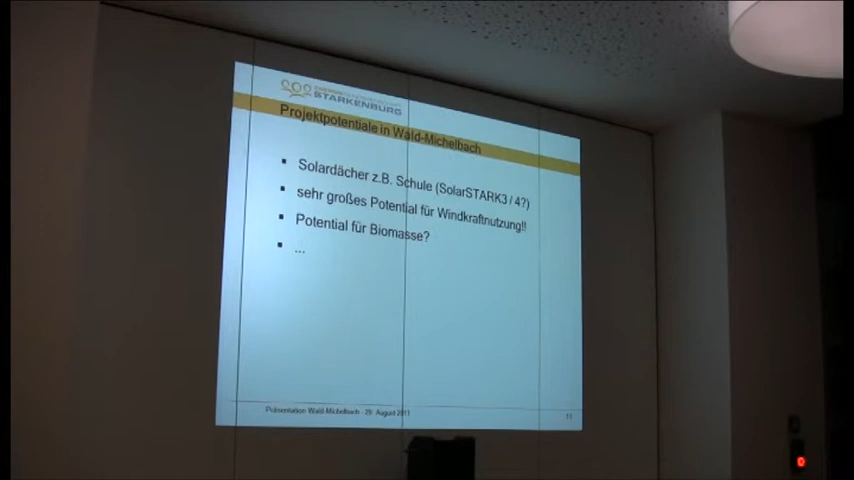 STARKENBURG
Projektpotentiale in Wald-Michelbach
▪ Solardächer z.B. Schule (SolarSTARK3 / 4?)
▪ sehr großes Potential für Windkraftnutzung!!
▪ Potential für Biomasse?
▪ ...
Präsentation Wald-Michelbach - 29. August 2011